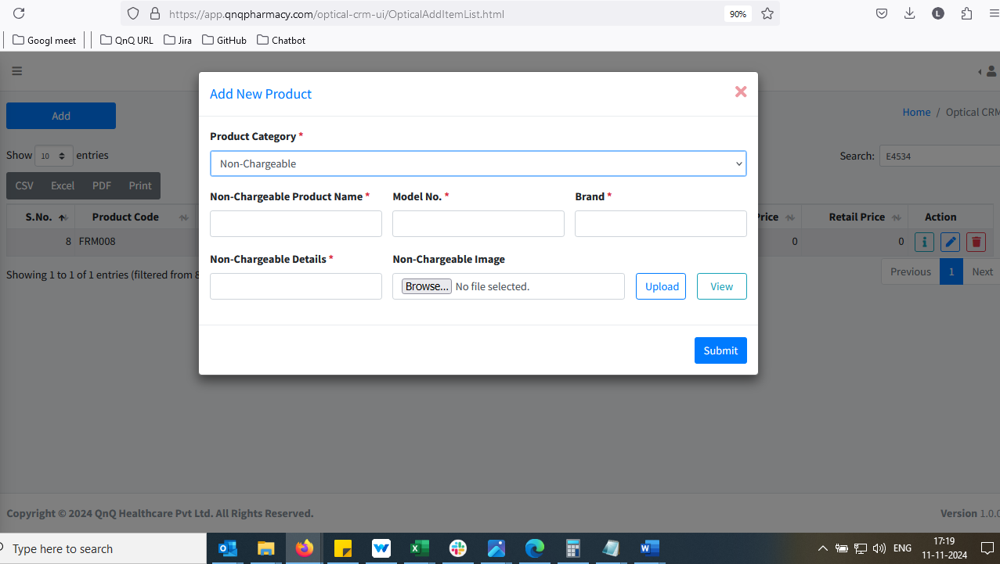 https://app.qnqpharmacy.com/optical-crm-ui/OpticalAddItemList.html 90% L
Googl meet QnQ URL Jira GitHub Chatbot
Add New Product
Add Home / Optical CRM
Product Category *
Show 10 entries Search: E4534
Non-Chargeable
CSV Excel PDF Print
Non-Chargeable Product Name * Model No. * Brand *
S.No. Product Code Price Retail Price Action
8 FRM008 0 0
Non-Chargeable Details * Non-Chargeable Image
Showing 1 to 1 of 1 entries (filtered from 8 Previous 1 Next
Browse... No file selected. Upload View
Submit
Copyright © 2024 QnQ Healthcare Pvt Ltd. All Rights Reserved. Version 1.0.0
Type here to search ENG 17:19
11-11-2024